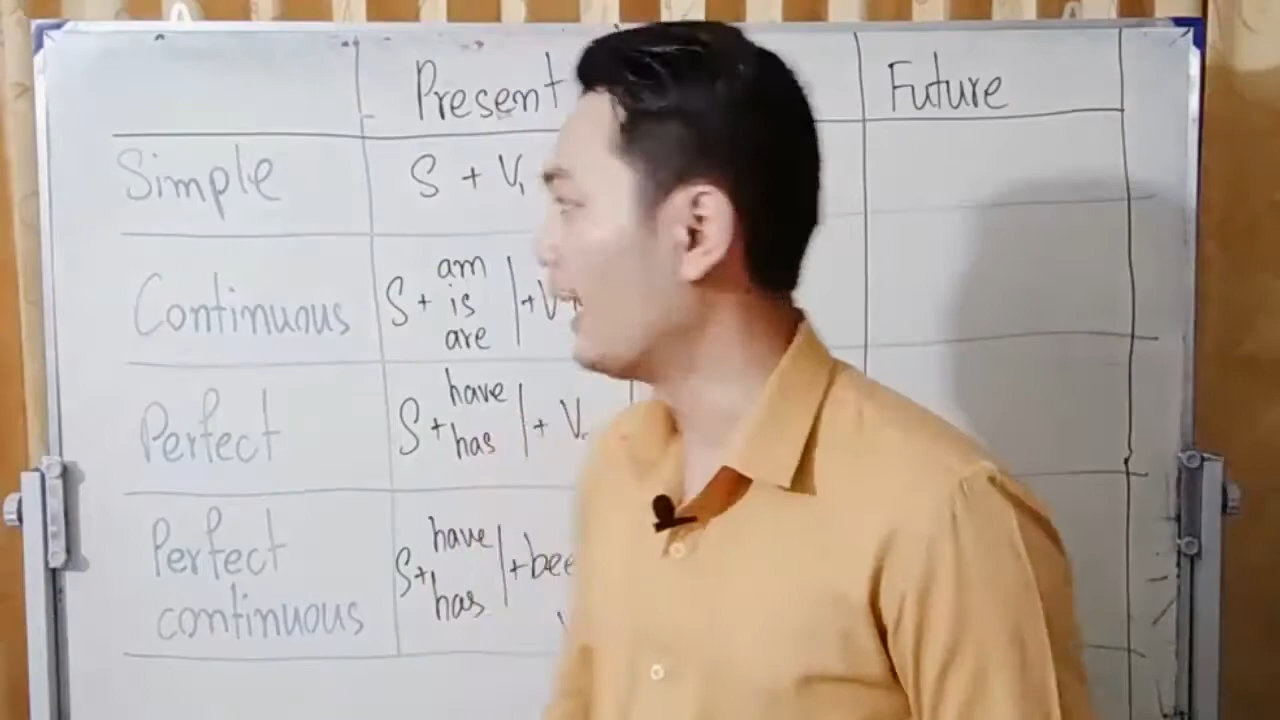 Present Future
Simple S + V₁
Continuous S + am is are | + V
Perfect S + have has | + V
Perfect continuous S + have has | + bee